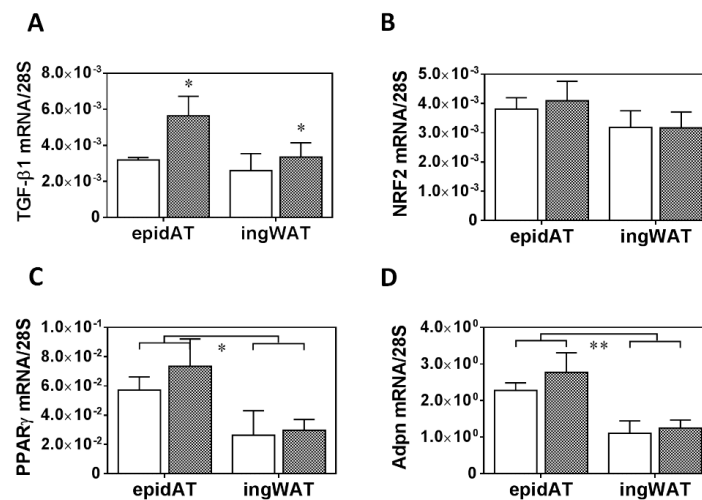 A
TGF-β1 mRNA/28S
8.0×10⁻³
6.0×10⁻³
4.0×10⁻³
2.0×10⁻³
0
*
*
epidAT ingWAT
B
NRF2 mRNA/28S
5.0×10⁻³
4.0×10⁻³
3.0×10⁻³
2.0×10⁻³
1.0×10⁻³
0
epidAT ingWAT
C
PPARγ mRNA/28S
1.0×10⁻¹
8.0×10⁻²
6.0×10⁻²
4.0×10⁻²
2.0×10⁻²
0
*
epidAT ingWAT
D
Adpn mRNA/28S
4.0×10⁰
3.0×10⁰
2.0×10⁰
1.0×10⁰
0
**
epidAT ingWAT